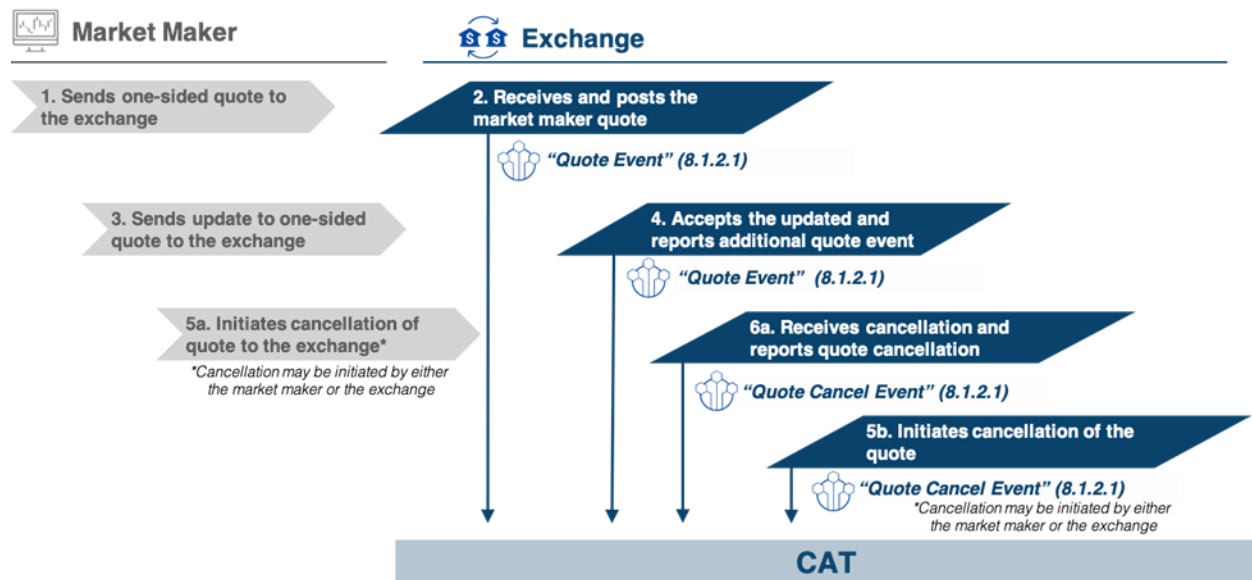 Market Maker
Exchange
1. Sends one-sided quote to
the exchange
2. Receives and posts the
market maker quote
“Quote Event” (8.1.2.1)
3. Sends update to one-sided
quote to the exchange
4. Accepts the updated and
reports additional quote event
“Quote Event” (8.1.2.1)
5a. Initiates cancellation of
quote to the exchange*
*Cancellation may be initiated by either
the market maker or the exchange
6a. Receives cancellation and
reports quote cancellation
“Quote Cancel Event” (8.1.2.1)
5b. Initiates cancellation of the
quote
“Quote Cancel Event” (8.1.2.1)
*Cancellation may be initiated by either
the market maker or the exchange
CAT